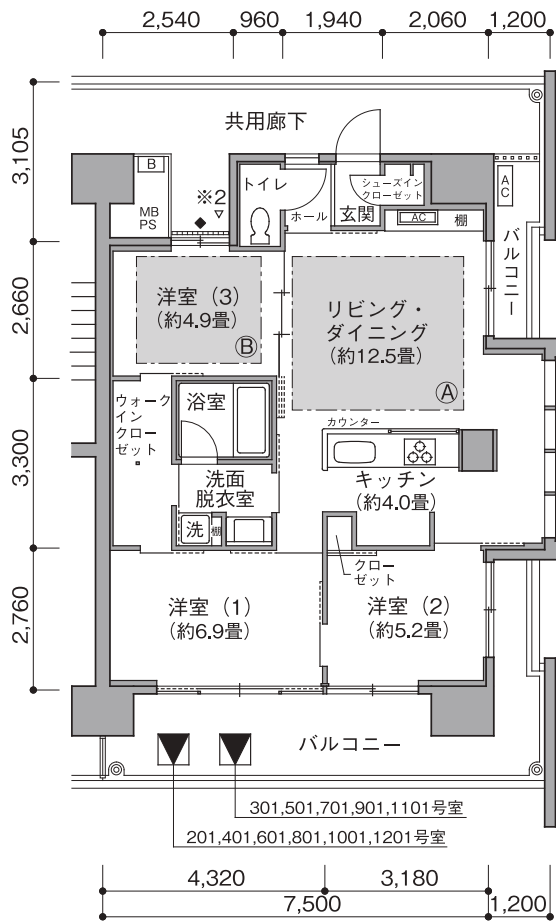 2,540 960 1,940 2,060 1,200
3,105
2,660
3,300
2,760
共用廊下
B
MB
PS
※2
トイレ
ホール
玄関
シューズイン
クローゼット
AC
棚
AC
バルコニー
洋室（3）
（約4.9畳）
B
リビング・
ダイニング
（約12.5畳）
A
ウォーク
イン
クロー
ゼット
浴室
カウンター
洗面
脱衣室
キッチン
（約4.0畳）
洗
棚
クロー
ゼット
洋室（1）
（約6.9畳）
洋室（2）
（約5.2畳）
バルコニー
301,501,701,901,1101号室
201,401,601,801,1001,1201号室
4,320 3,180
7,500 1,200